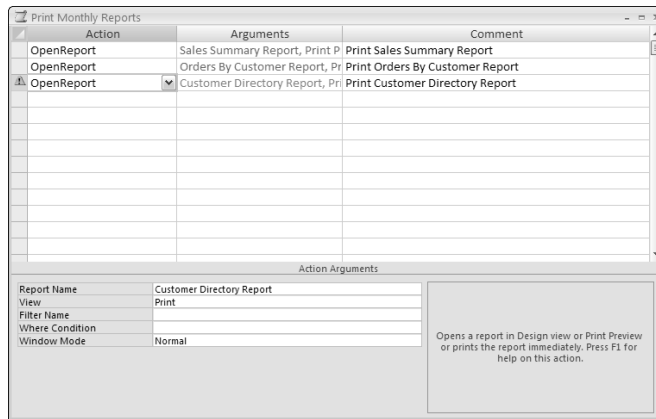 Print Monthly Reports
Action Arguments Comment
OpenReport Sales Summary Report, Print P Print Sales Summary Report
OpenReport Orders By Customer Report, Pr Print Orders By Customer Report
OpenReport Customer Directory Report, Pri Print Customer Directory Report
Action Arguments
Report Name Customer Directory Report
View Print
Filter Name
Where Condition
Window Mode Normal
Opens a report in Design view or Print Preview
or prints the report immediately. Press F1 for
help on this action.